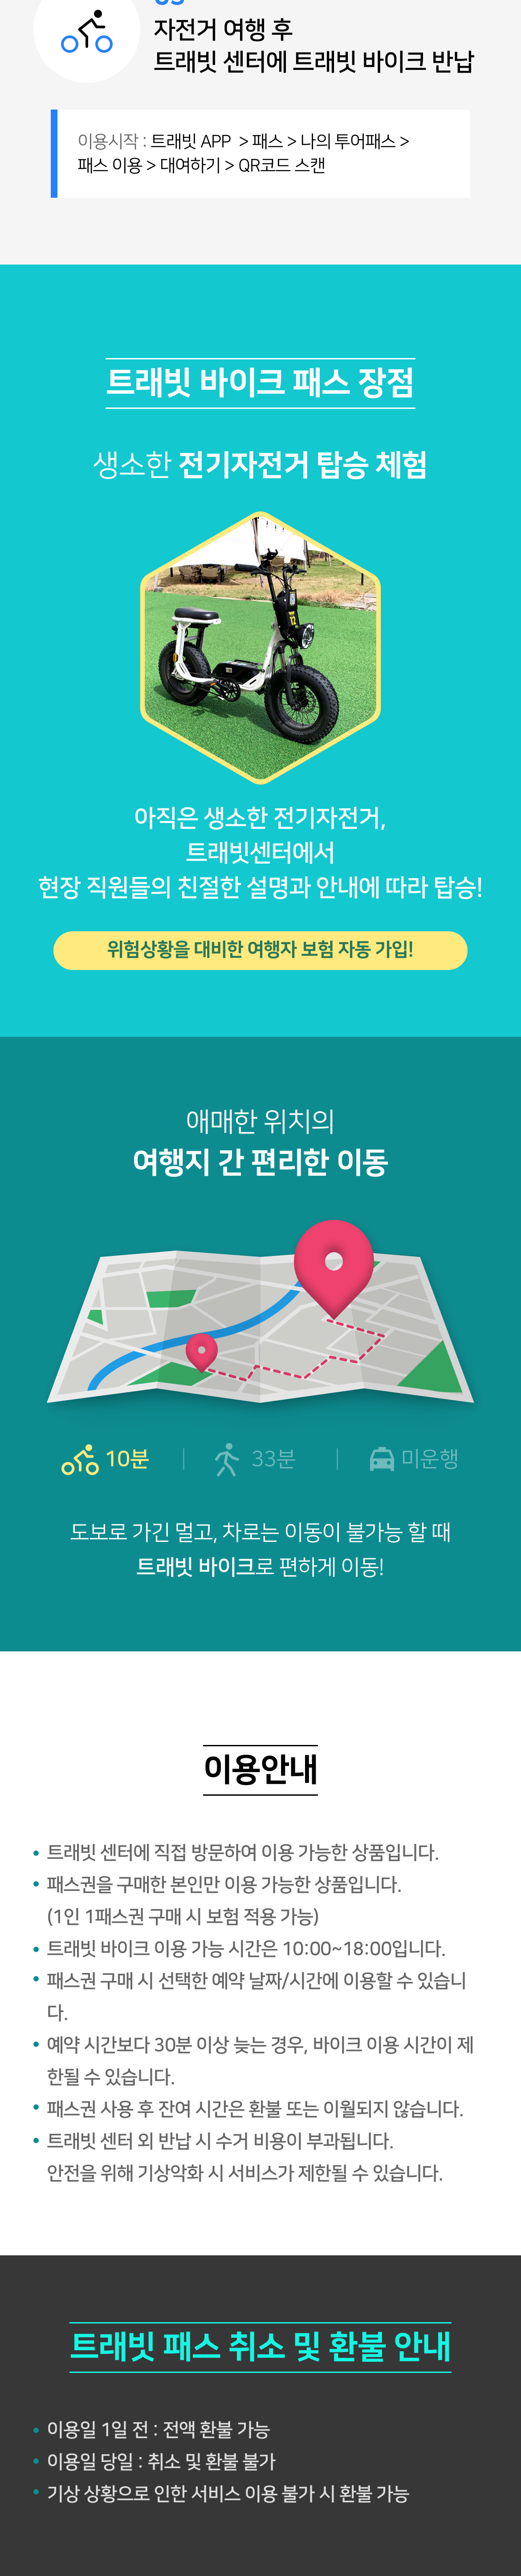 자전거 여행 후
트래빗 센터에 트래빗 바이크 반납
이용시작 : 트래빗 APP > 패스 > 나의 투어패스 >
패스 이용 > 대여하기 > QR코드 스캔
트래빗 바이크 패스 장점
생소한 전기자전거 탑승 체험
아직은 생소한 전기자전거,
트래빗센터에서
현장 직원들의 친절한 설명과 안내에 따라 탑승!
위험상황을 대비한 여행자 보험 자동 가입!
애매한 위치의
여행지 간 편리한 이동
10분 33분 미운행
도보로 가긴 멀고, 차로는 이동이 불가능 할 때
트래빗 바이크로 편하게 이동!
이용안내
• 트래빗 센터에 직접 방문하여 이용 가능한 상품입니다.
• 패스권을 구매한 본인만 이용 가능한 상품입니다.
(1인 1패스권 구매 시 보험 적용 가능)
• 트래빗 바이크 이용 가능 시간은 10:00~18:00입니다.
• 패스권 구매 시 선택한 예약 날짜/시간에 이용할 수 있습니
다.
• 예약 시간보다 30분 이상 늦는 경우, 바이크 이용 시간이 제
한될 수 있습니다.
• 패스권 사용 후 잔여 시간은 환불 또는 이월되지 않습니다.
• 트래빗 센터 외 반납 시 수거 비용이 부과됩니다.
안전을 위해 기상악화 시 서비스가 제한될 수 있습니다.
트래빗 패스 취소 및 환불 안내
• 이용일 1일 전 : 전액 환불 가능
• 이용일 당일 : 취소 및 환불 불가
• 기상 상황으로 인한 서비스 이용 불가 시 환불 가능